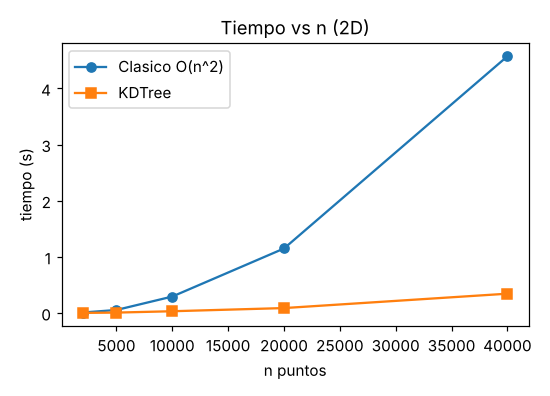 Tiempo vs n (2D)
Clasico O(n^2)
KDTree
tiempo (s)
4
3
2
1
0
5000 10000 15000 20000 25000 30000 35000 40000
n puntos